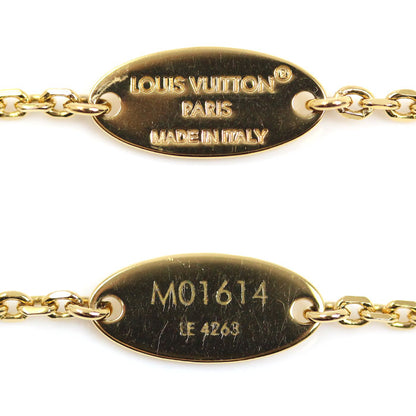 LOUIS VUITTON®
PARIS
MADE IN ITALY
M01614
LE 4263